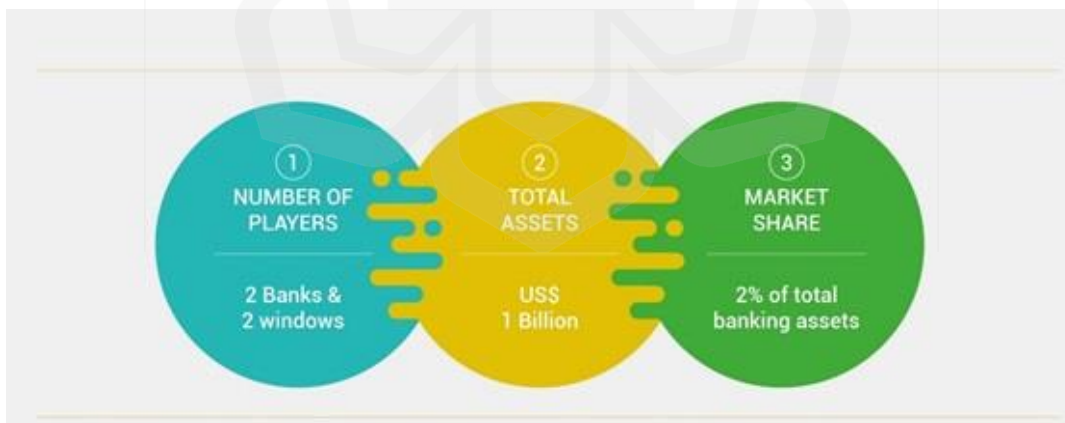 1
NUMBER OF
PLAYERS
2 Banks &
2 windows
2
TOTAL
ASSETS
US$
1 Billion
3
MARKET
SHARE
2% of total
banking assets